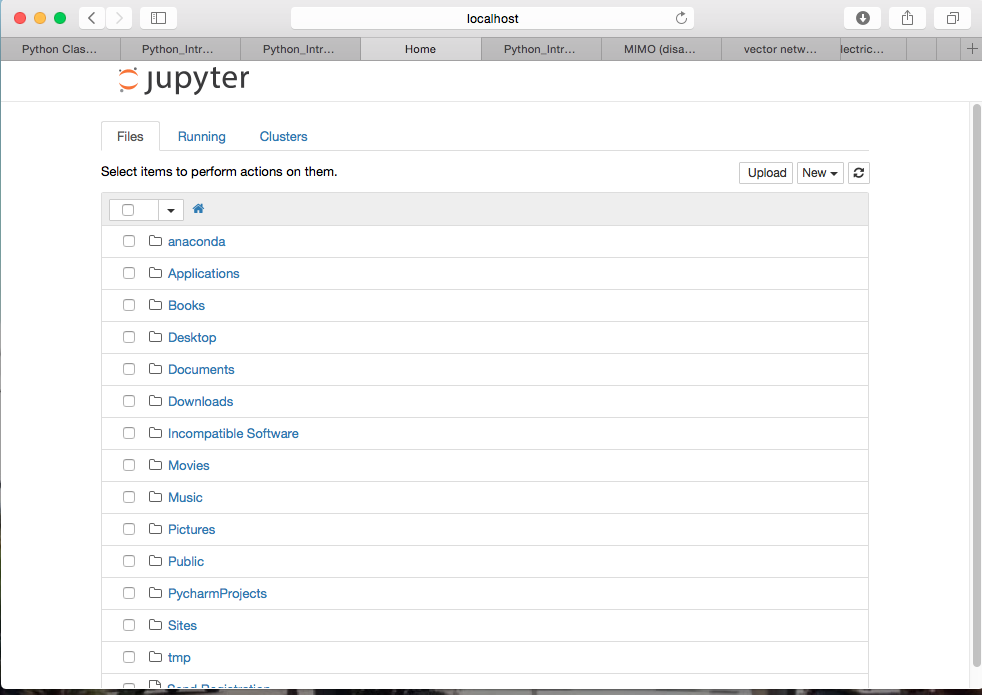 localhost
Python Clas...
Python_Intr...
Python_Intr...
Home
Python_Intr...
MIMO (disa...
vector netw...
lectric...
jupyter
Files
Running
Clusters
Select items to perform actions on them.
Upload
New
anaconda
Applications
Books
Desktop
Documents
Downloads
Incompatible Software
Movies
Music
Pictures
Public
PycharmProjects
Sites
tmp
Send Registration